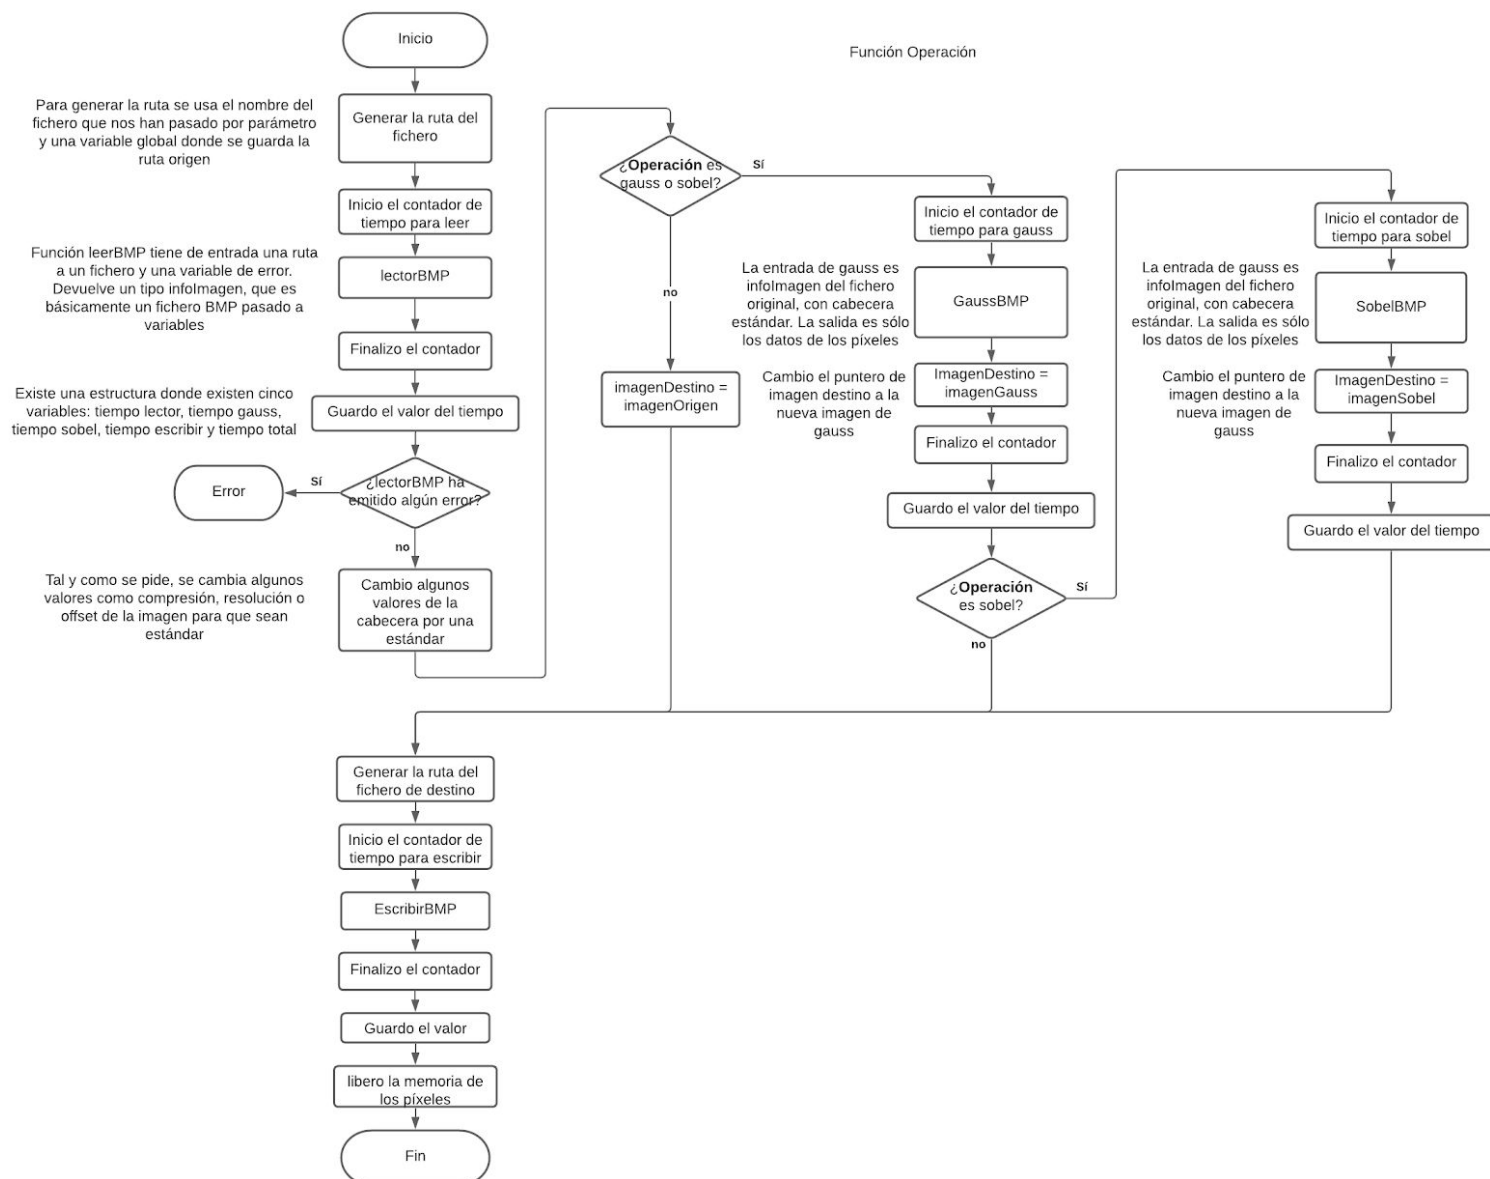 Función Operación
Inicio
Para generar la ruta se usa el nombre del
fichero que nos han pasado por parámetro
y una variable global donde se guarda la
ruta origen
Generar la ruta del
fichero
Inicio el contador de
tiempo para leer
Función leerBMP tiene de entrada una ruta
a un fichero y una variable de error.
Devuelve un tipo infoImagen, que es
básicamente un fichero BMP pasado a
variables
lectorBMP
Finalizo el contador
Existe una estructura donde existen cinco
variables: tiempo lector, tiempo gauss,
tiempo sobel, tiempo escribir y tiempo total
Guardo el valor del tiempo
¿lectorBMP ha
emitido algún error?
Sí
Error
no
Tal y como se pide, se cambia algunos
valores como compresión, resolución o
offset de la imagen para que sean
estándar
Cambio algunos
valores de la
cabecera por una
estándar
¿Operación es
gauss o sobel?
Sí
no
imagenDestino =
imagenOrigen
Inicio el contador de
tiempo para gauss
La entrada de gauss es
infoImagen del fichero
original, con cabecera
estándar. La salida es sólo
los datos de los píxeles
GaussBMP
Cambio el puntero de
imagen destino a la
nueva imagen de
gauss
ImagenDestino =
imagenGauss
Finalizo el contador
Guardo el valor del tiempo
¿Operación
es sobel?
Sí
no
Inicio el contador de
tiempo para sobel
La entrada de gauss es
infoImagen del fichero
original, con cabecera
estándar. La salida es sólo
los datos de los píxeles
SobelBMP
Cambio el puntero de
imagen destino a la
nueva imagen de
gauss
ImagenDestino =
imagenSobel
Finalizo el contador
Guardo el valor del tiempo
Generar la ruta del
fichero de destino
Inicio el contador de
tiempo para escribir
EscribirBMP
Finalizo el contador
Guardo el valor
libero la memoria de
los píxeles
Fin